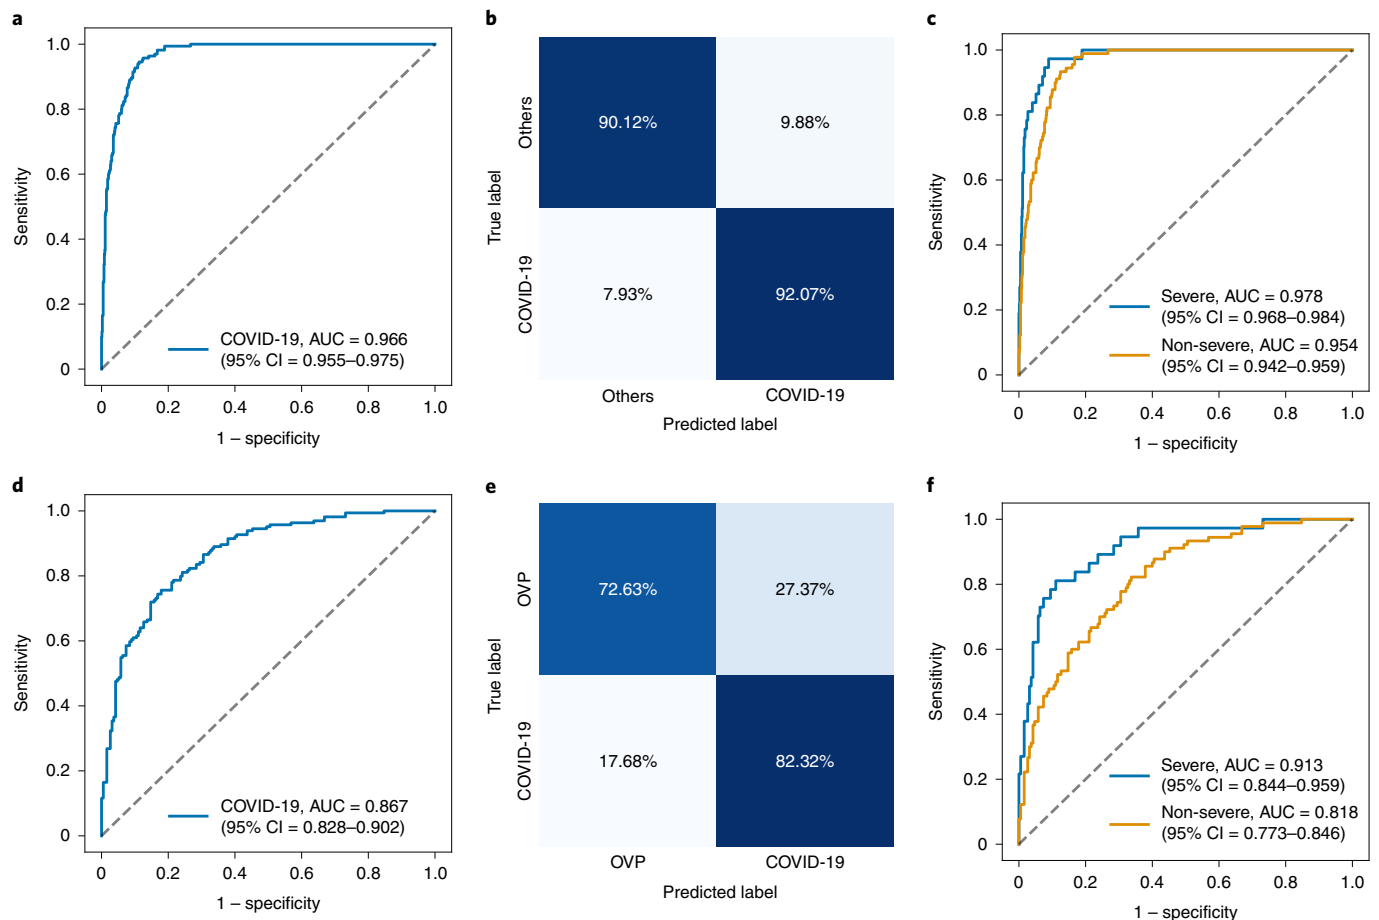 a
1.0
0.8
0.6
0.4
0.2
0
Sensitivity
COVID-19, AUC = 0.966
(95% CI = 0.955–0.975)
0 0.2 0.4 0.6 0.8 1.0
1 – specificity
b
Others
COVID-19
True label
90.12% 9.88%
7.93% 92.07%
Others COVID-19
Predicted label
c
1.0
0.8
0.6
0.4
0.2
0
Sensitivity
Severe, AUC = 0.978
(95% CI = 0.968–0.984)
Non-severe, AUC = 0.954
(95% CI = 0.942–0.959)
0 0.2 0.4 0.6 0.8 1.0
1 – specificity
d
1.0
0.8
0.6
0.4
0.2
0
Sensitivity
COVID-19, AUC = 0.867
(95% CI = 0.828–0.902)
0 0.2 0.4 0.6 0.8 1.0
1 – specificity
e
OVP
COVID-19
True label
72.63% 27.37%
17.68% 82.32%
OVP COVID-19
Predicted label
f
1.0
0.8
0.6
0.4
0.2
0
Sensitivity
Severe, AUC = 0.913
(95% CI = 0.844–0.959)
Non-severe, AUC = 0.818
(95% CI = 0.773–0.846)
0 0.2 0.4 0.6 0.8 1.0
1 – specificity